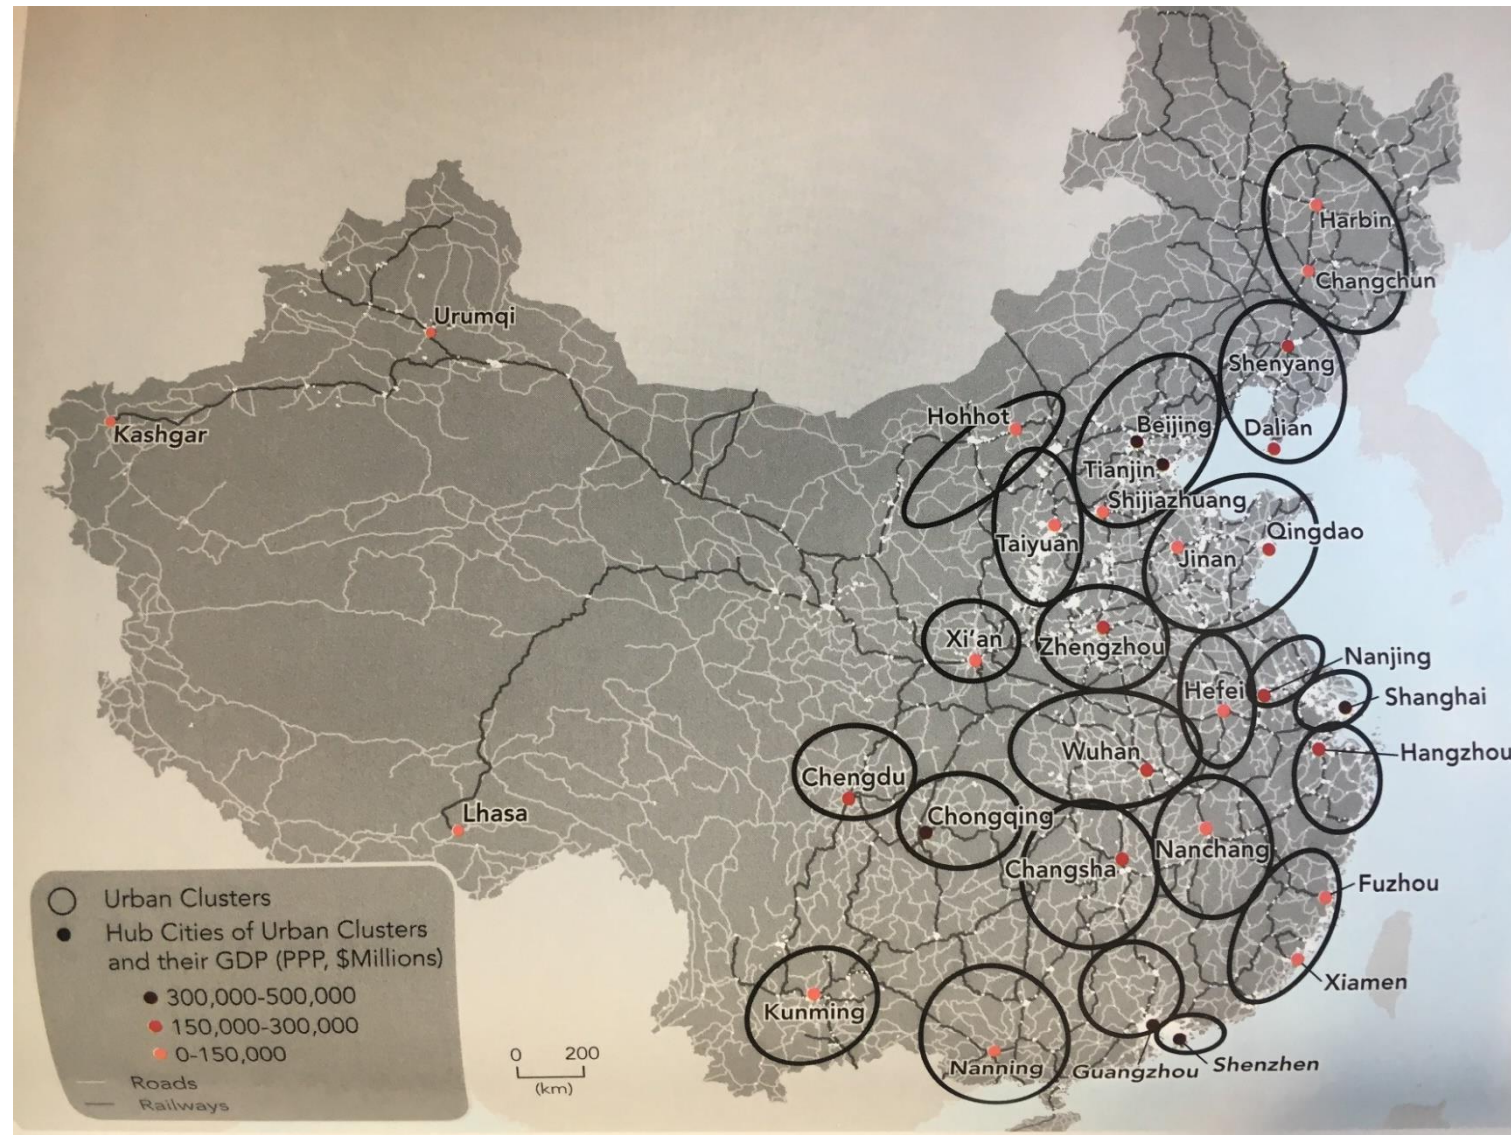 Harbin
Changchun
Urumqi
Shenyang
Hohhot
Beijing
Dalian
Kashgar
Tianjin
Shijiazhuang
Qingdao
Taiyuan
Jinan
Xi'an
Zhengzhou
Nanjing
Hefei
Shanghai
Wuhan
Hangzhou
Chengdu
Lhasa
Chongqing
Nanchang
Changsha
Fuzhou
Xiamen
Kunming
Nanning
Guangzhou
Shenzhen
Urban Clusters
Hub Cities of Urban Clusters
and their GDP (PPP, $Millions)
300,000-500,000
150,000-300,000
0-150,000
Roads
Railways
0 200
(km)